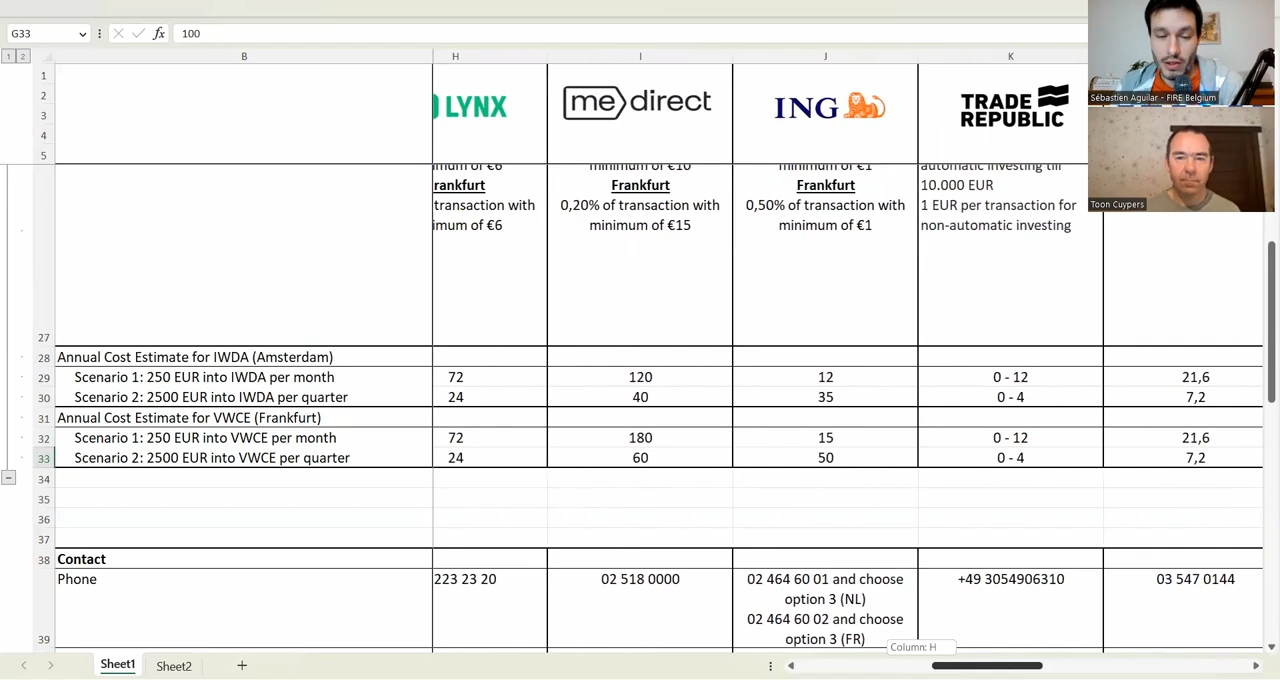 G33
fx
100
1 2
B H I J K
1
2
3
4
5
LYNX
me direct
ING
TRADE REPUBLIC
Sébastien Aguilar - FIRE Belgium
Toon Cuypers
minimum of €10
minimum of €1
automatic investing till
rankfurt
Frankfurt
Frankfurt
10.000 EUR
transaction with
0,20% of transaction with
0,50% of transaction with
1 EUR per transaction for
imum of €6
minimum of €15
minimum of €1
non-automatic investing
27
28 Annual Cost Estimate for IWDA (Amsterdam)
29 Scenario 1: 250 EUR into IWDA per month 72 120 12 0 - 12 21,6
30 Scenario 2: 2500 EUR into IWDA per quarter 24 40 35 0 - 4 7,2
31 Annual Cost Estimate for VWCE (Frankfurt)
32 Scenario 1: 250 EUR into VWCE per month 72 180 15 0 - 12 21,6
33 Scenario 2: 2500 EUR into VWCE per quarter 24 60 50 0 - 4 7,2
34
35
36
37
38 Contact
Phone 223 23 20 02 518 0000 02 464 60 01 and choose +49 3054906310 03 547 0144
option 3 (NL)
02 464 60 02 and choose
39 option 3 (FR)
Column: H
Sheet1 Sheet2